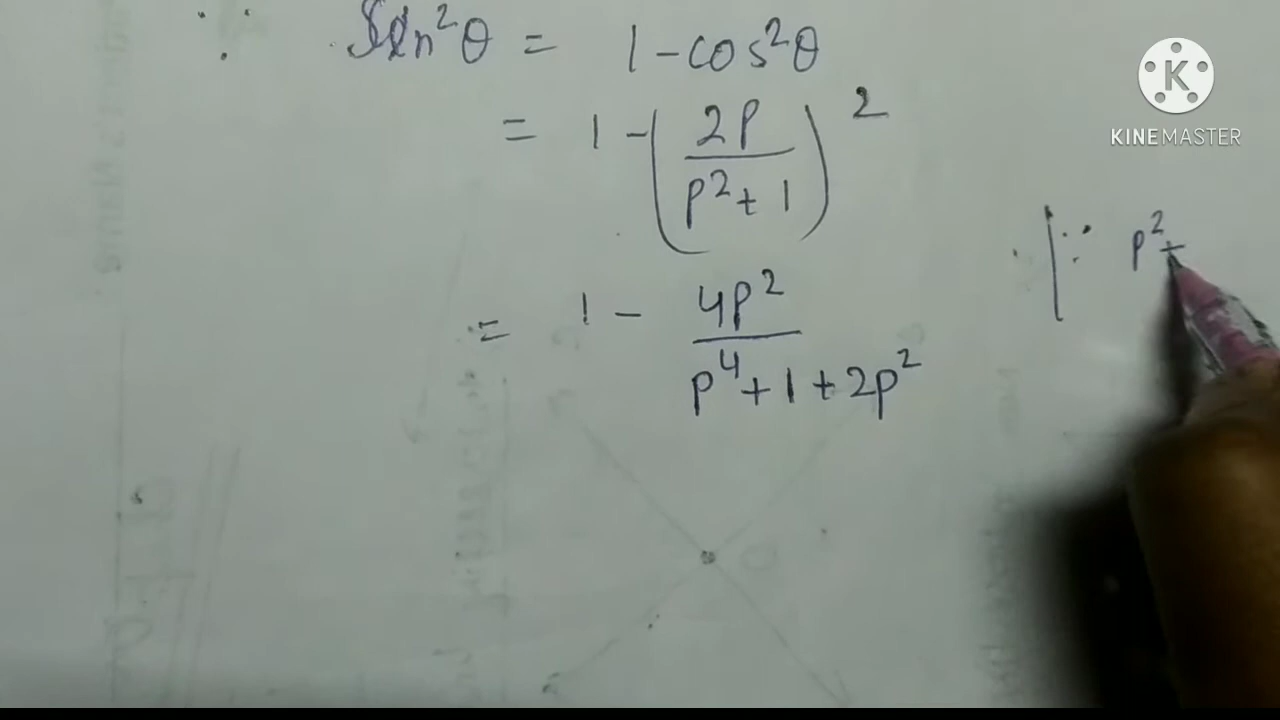 ∵ Sin²θ = 1 - cos²θ
= 1 - (2P/P²+1)²
= 1 - 4P²/P⁴+1+2P²
∵ P²+
K
KINEMASTER